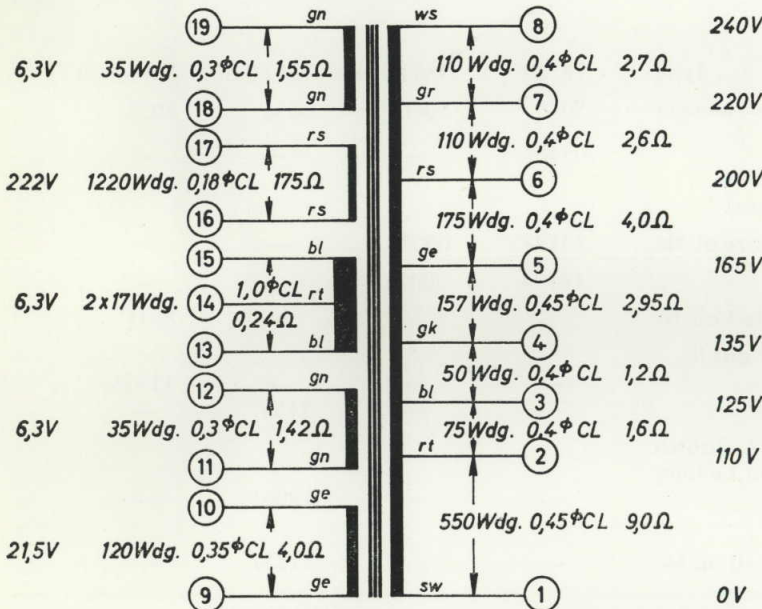 19 gn
6,3V 35Wdg. 0,3ΦCL 1,55Ω
18 gn
17 rs
222V 1220Wdg. 0,18ΦCL 175Ω
16 rs
15 bl
1,0ΦCL
6,3V 2x17Wdg. 14 rt
0,24Ω
13 bl
12 gn
6,3V 35Wdg. 0,3ΦCL 1,42Ω
11 gn
10 ge
21,5V 120Wdg. 0,35ΦCL 4,0Ω
9 ge
ws 8 240V
110Wdg. 0,4ΦCL 2,7Ω
gr 7 220V
110Wdg. 0,4ΦCL 2,6Ω
rs 6 200V
175Wdg. 0,4ΦCL 4,0Ω
ge 5 165V
157Wdg. 0,45ΦCL 2,95Ω
gk 4 135V
50Wdg. 0,4ΦCL 1,2Ω
bl 3 125V
75Wdg. 0,4ΦCL 1,6Ω
rt 2 110V
550Wdg. 0,45ΦCL 9,0Ω
sw 1 0V